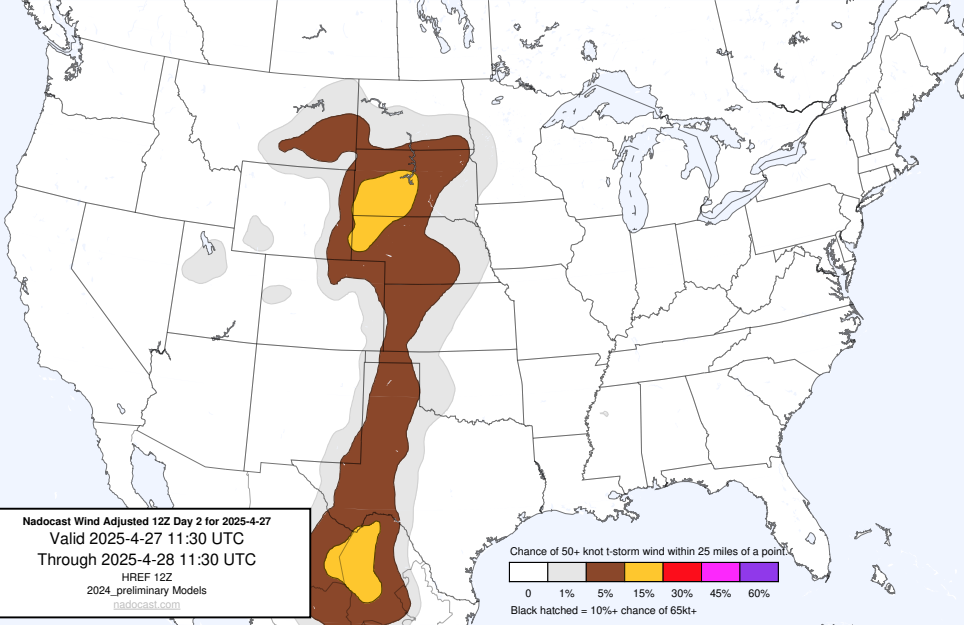 Nadocast Wind Adjusted 12Z Day 2 for 2025-4-27
Valid 2025-4-27 11:30 UTC
Through 2025-4-28 11:30 UTC
HREF 12Z
2024_preliminary Models
nadocast.com
Chance of 50+ knot t-storm wind within 25 miles of a point.
0 1% 5% 15% 30% 45% 60%
Black hatched = 10%+ chance of 65kt+